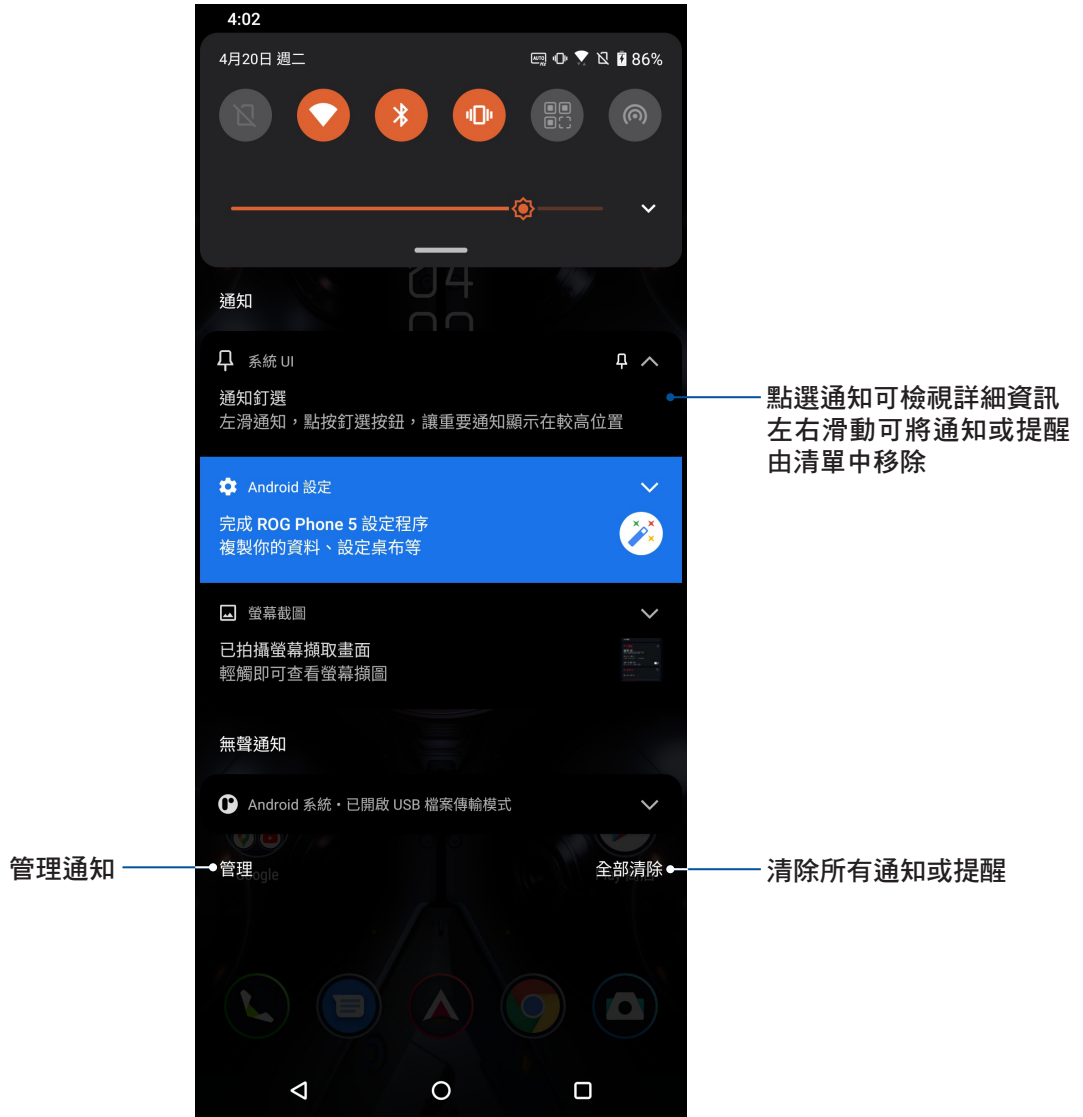 4:02
4月20日 週二
86%
通知
系統 UI
通知釘選
左滑通知，點按釘選按鈕，讓重要通知顯示在較高位置
點選通知可檢視詳細資訊
左右滑動可將通知或提醒
由清單中移除
Android 設定
完成 ROG Phone 5 設定程序
複製你的資料、設定桌布等
螢幕截圖
已拍攝螢幕擷取畫面
輕觸即可查看螢幕擷圖
無聲通知
Android 系統・已開啟 USB 檔案傳輸模式
管理通知
管理
全部清除
清除所有通知或提醒